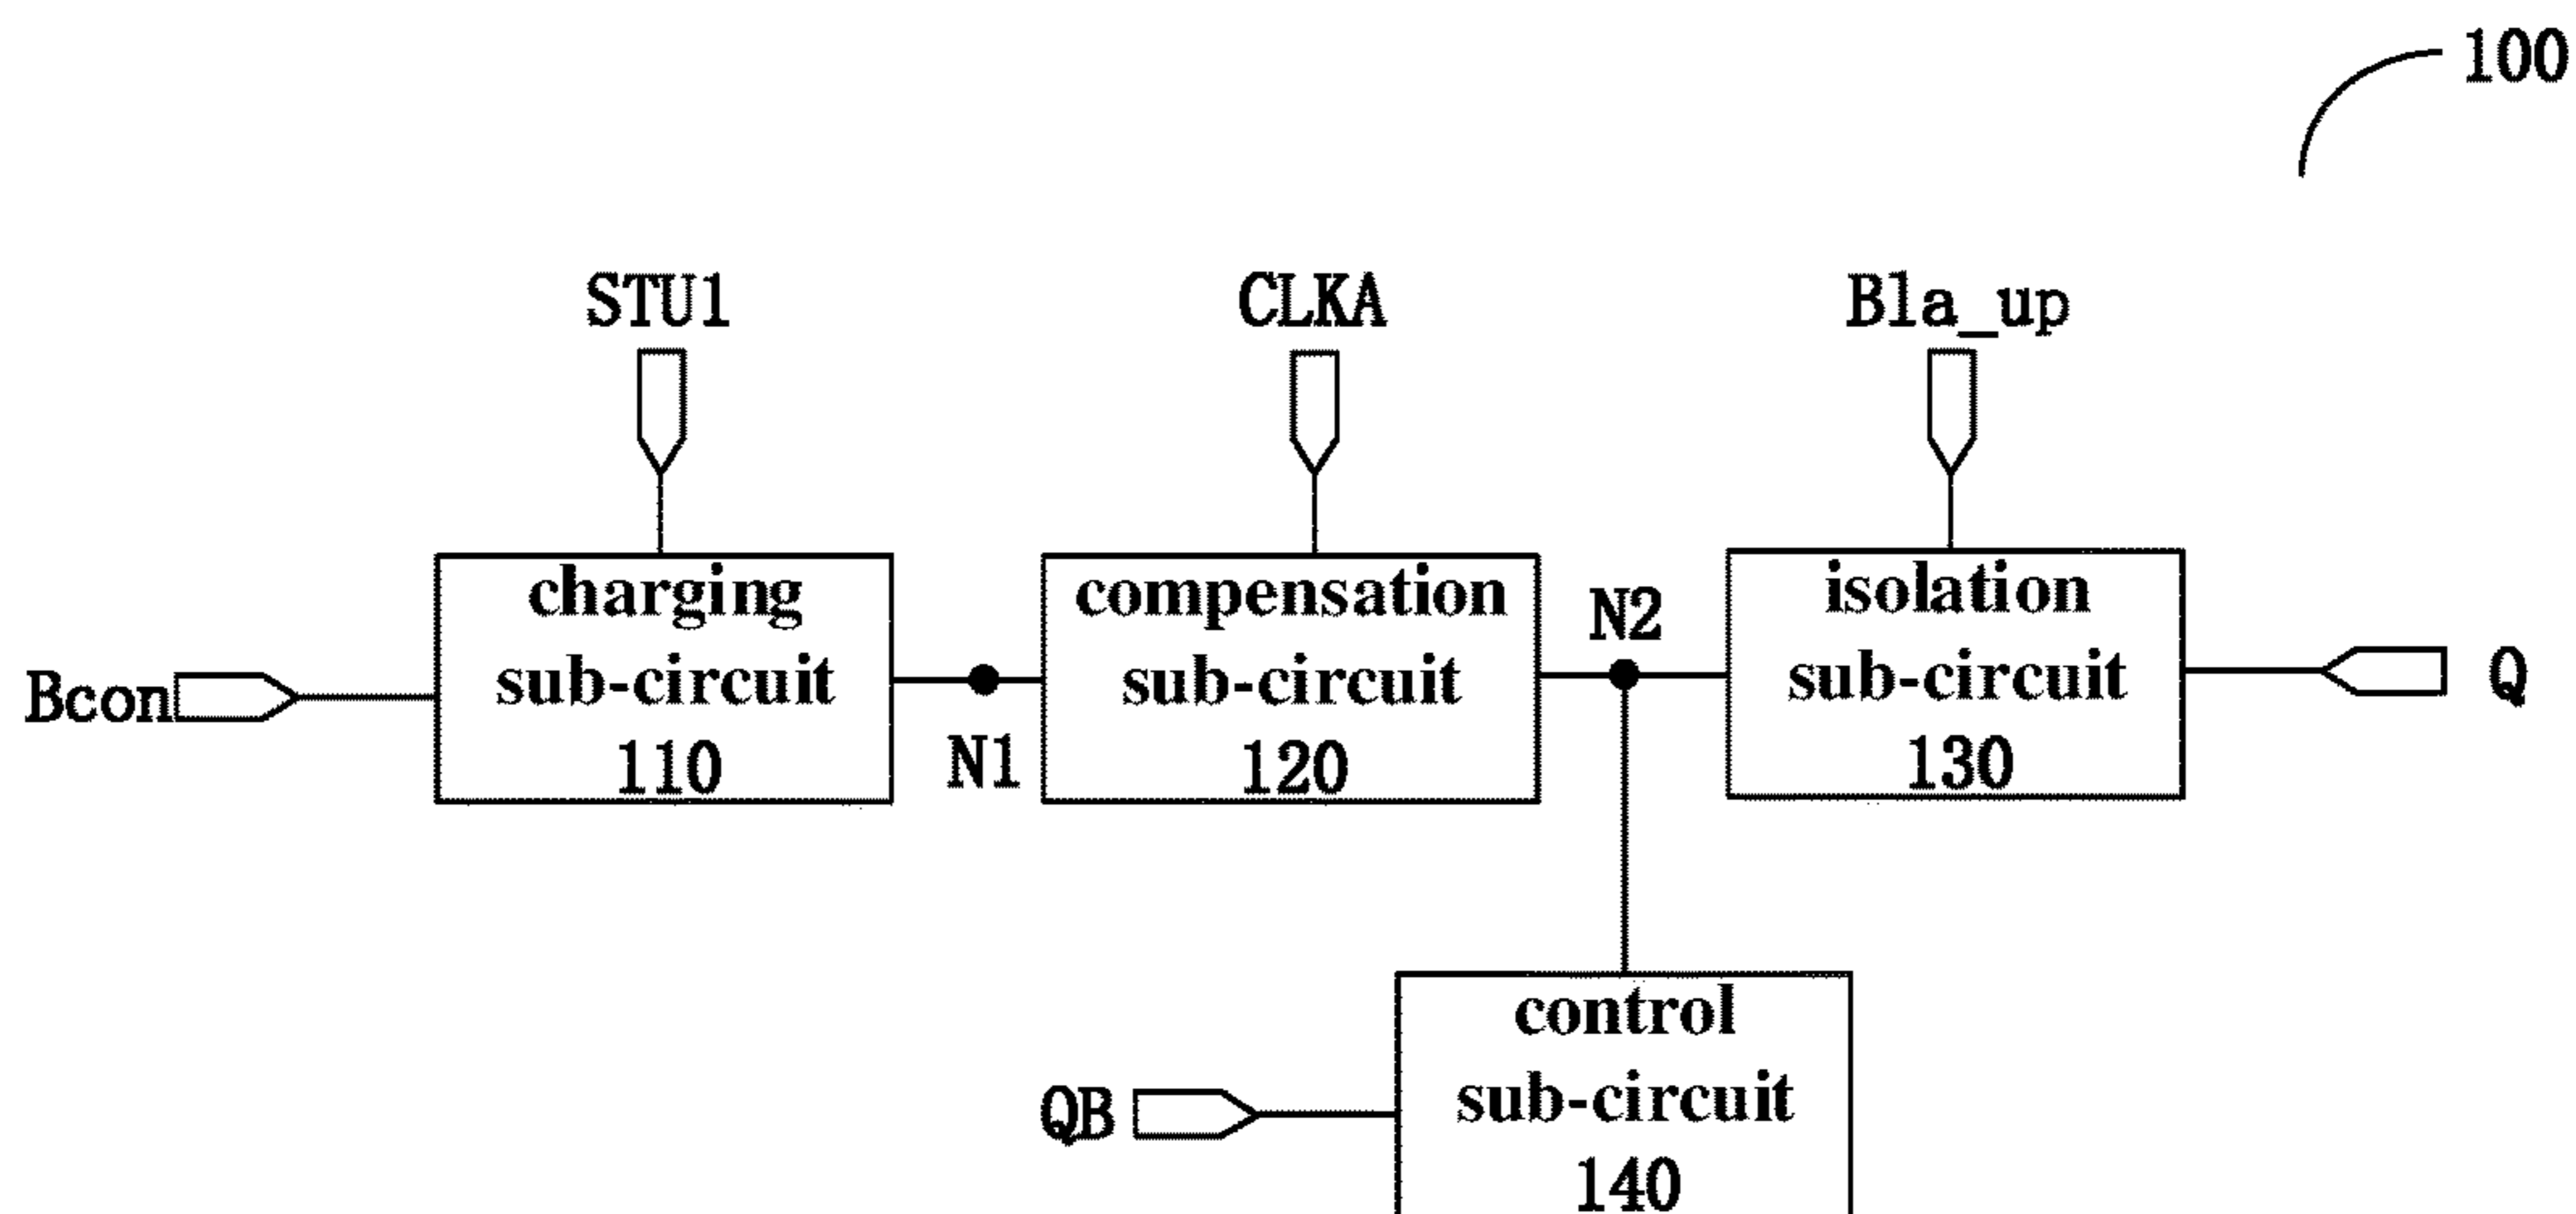 100
STU1
CLKA
Bla_up
charging
sub-circuit
110
compensation
sub-circuit
120
isolation
sub-circuit
130
Bcon
N1
N2
Q
control
sub-circuit
140
QB